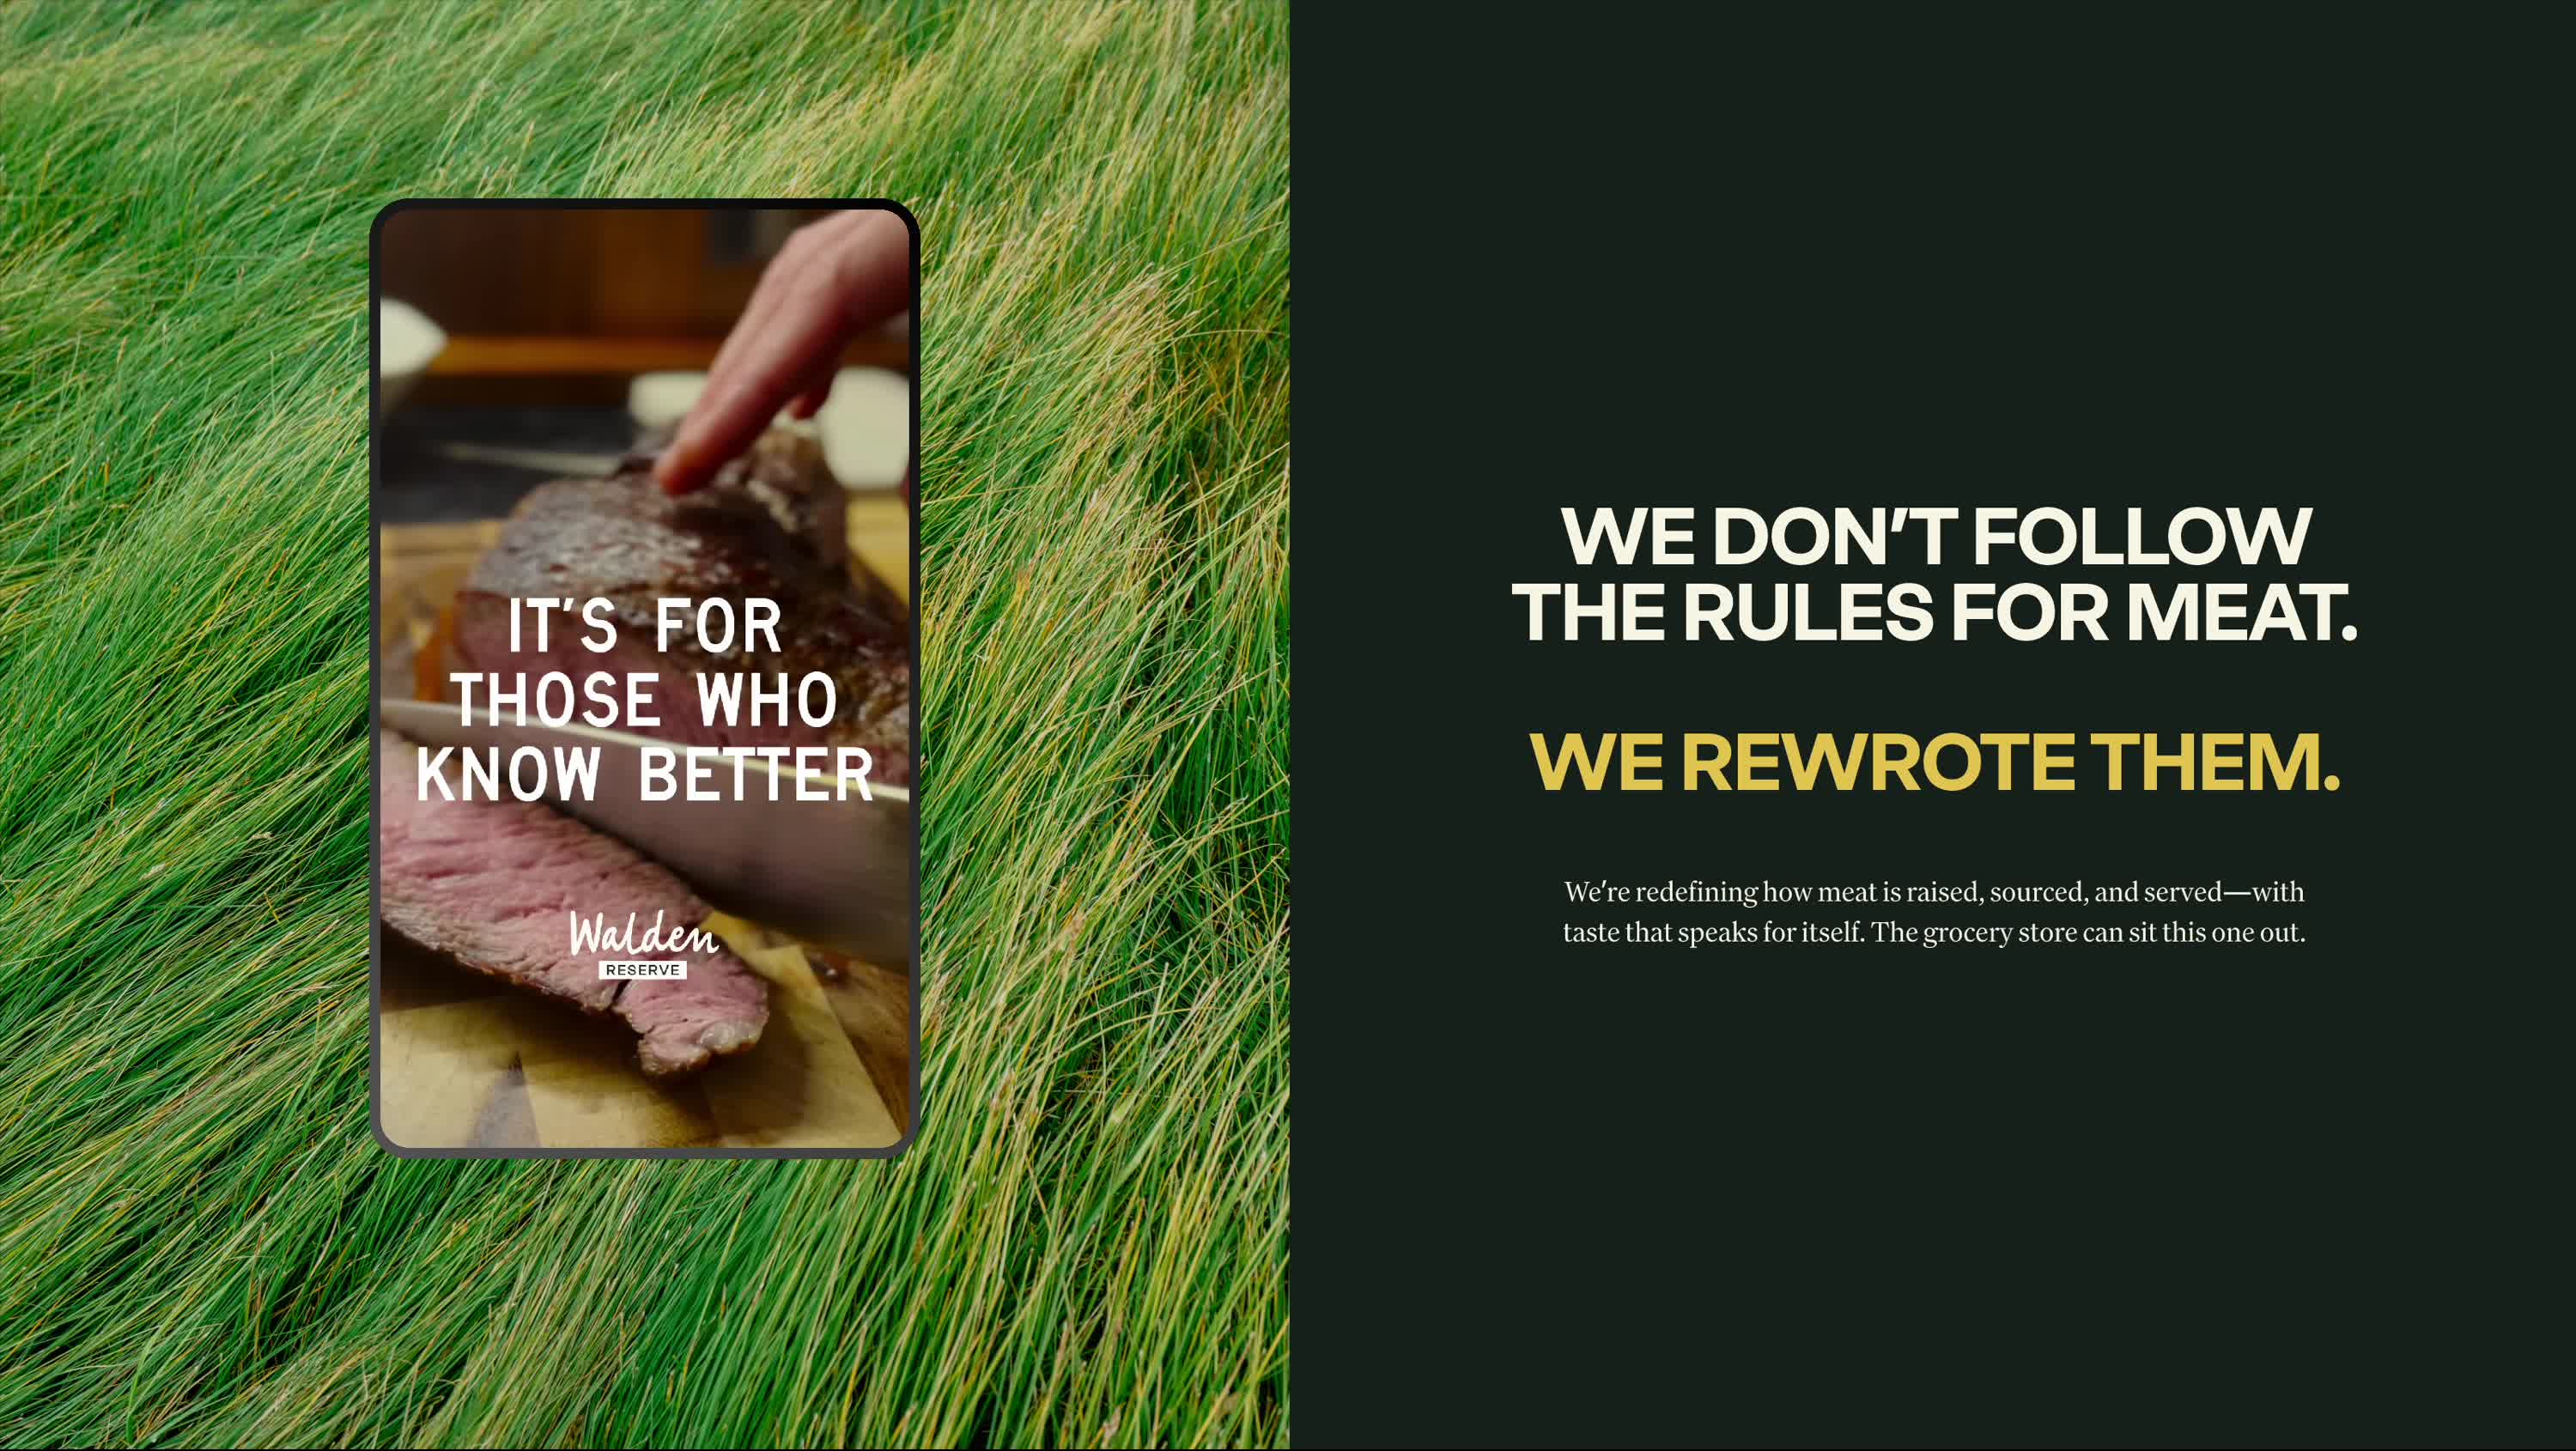 IT'S FOR
THOSE WHO
KNOW BETTER
Walden
RESERVE
WE DON'T FOLLOW
THE RULES FOR MEAT.
WE REWROTE THEM.
We're redefining how meat is raised, sourced, and served—with
taste that speaks for itself. The grocery store can sit this one out.